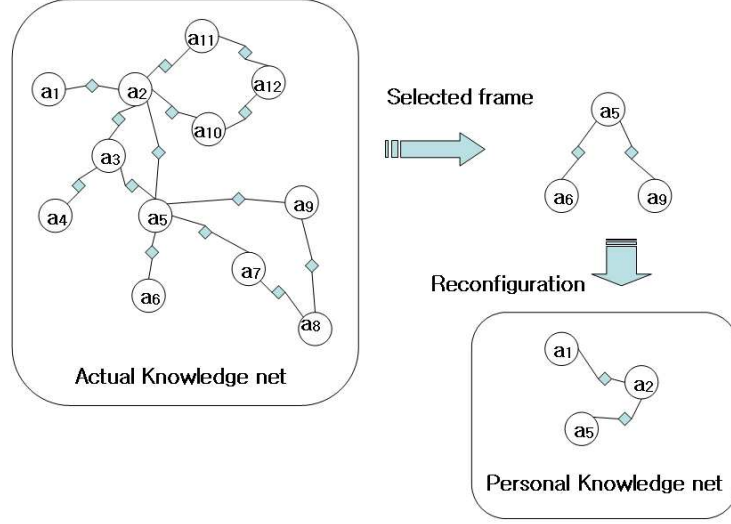 a11
a1
a2
a12
a10
a3
a4
a5
a9
a7
a6
a8
Actual Knowledge net
Selected frame
a5
a6
a9
Reconfiguration
a1
a2
a5
Personal Knowledge net